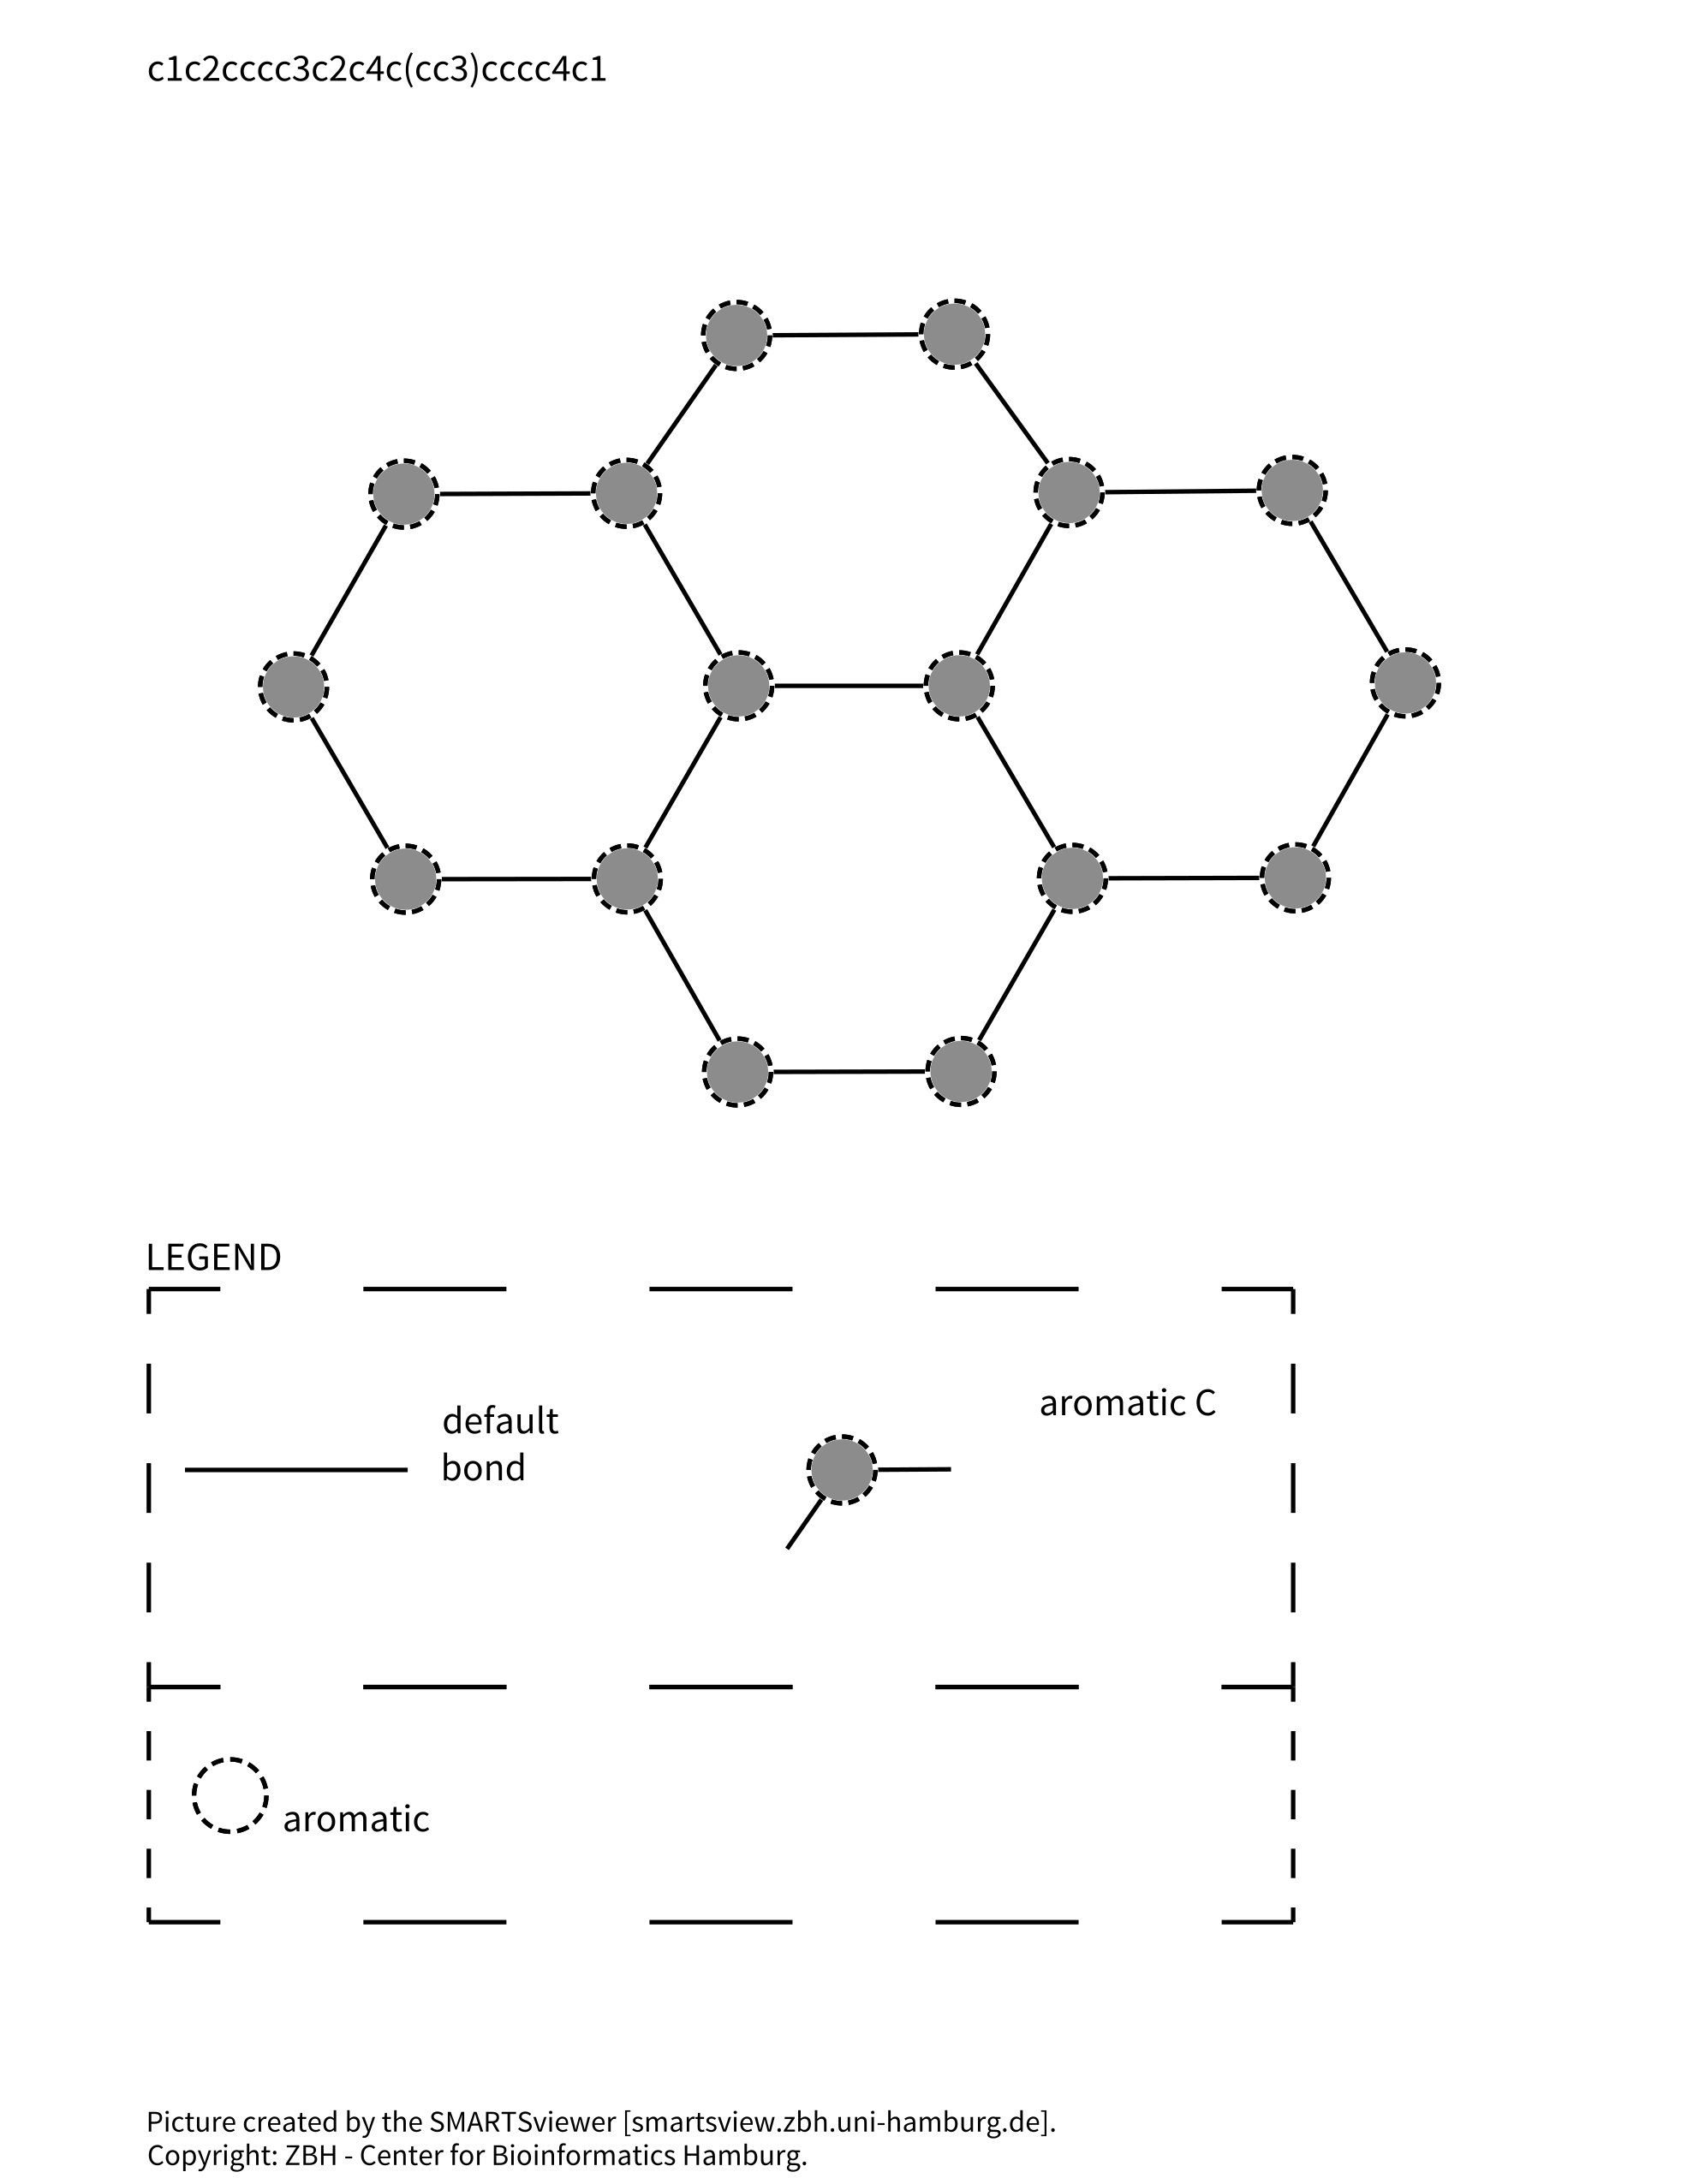 c1c2cccc3c2c4c(cc3)cccc4c1
LEGEND
default
bond
aromatic C
aromatic
Picture created by the SMARTSviewer [smartsview.zbh.uni-hamburg.de].
Copyright: ZBH - Center for Bioinformatics Hamburg.